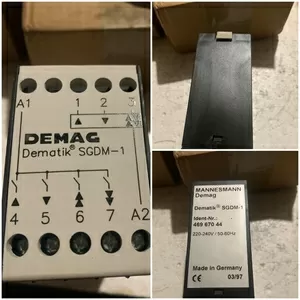 A1 1 2 3
DEMAG
Dematik® SGDM-1
4 5 6 7 A2
MANNESMANN
Demag
Dematik® SGDM-1
Ident-Nr.:
469 670 44
220-240V / 50-60Hz
Made in Germany
CE 03/97